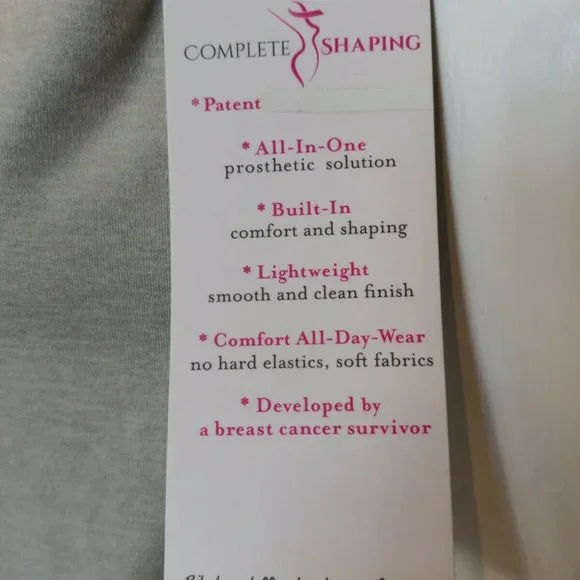 COMPLETE SHAPING
* Patent
* All-In-One
prosthetic solution
* Built-In
comfort and shaping
* Lightweight
smooth and clean finish
* Comfort All-Day-Wear
no hard elastics, soft fabrics
* Developed by
a breast cancer survivor